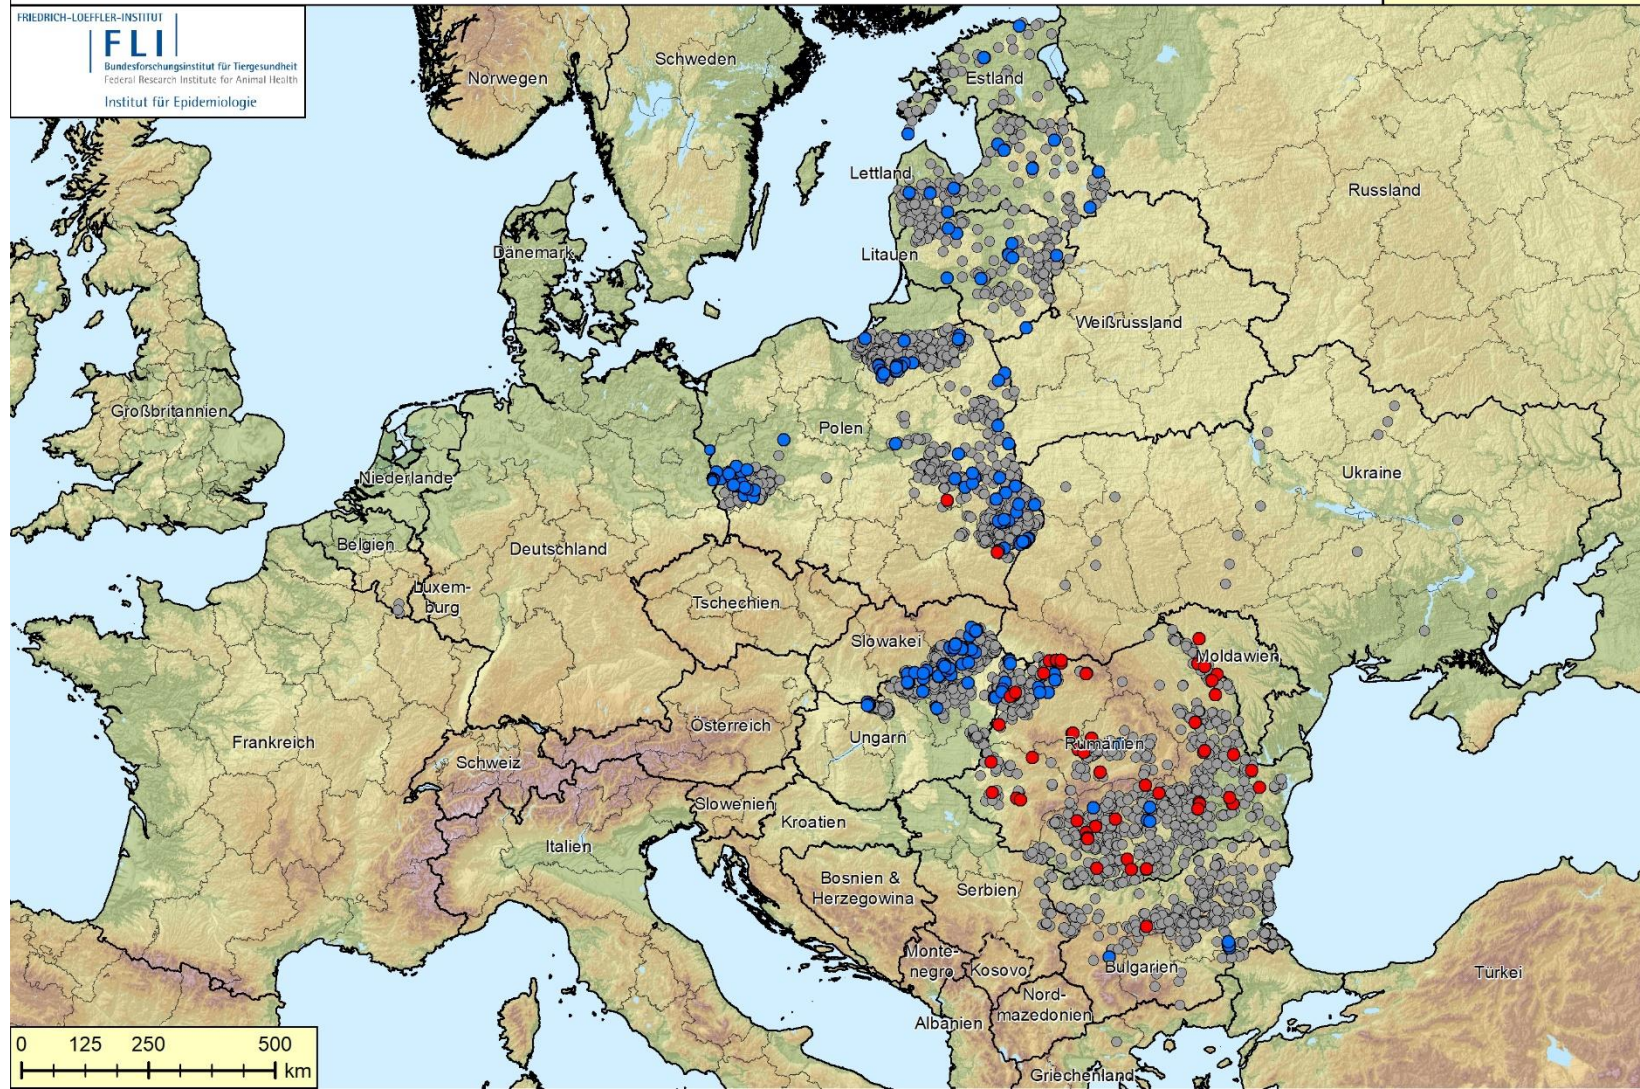 FRIEDRICH-LOEFFLER-INSTITUT
FLI
Bundesforschungsinstitut für Tiergesundheit
Federal Research Institute for Animal Health
Institut für Epidemiologie
Norwegen
Schweden
Estland
Lettland
Russland
Dänemark
Litauen
Weißrussland
Großbritannien
Polen
Niederlande
Ukraine
Belgien
Deutschland
Luxem-
burg
Tschechien
Slowakei
Moldawien
Österreich
Frankreich
Ungarn
Rumänien
Schweiz
Slowenien
Kroatien
Italien
Bosnien &
Herzegowina
Serbien
Monte-
negro
Kosovo
Bulgarien
Türkei
Nord-
mazedonien
Albanien
Griechenland
0 125 250 500
km